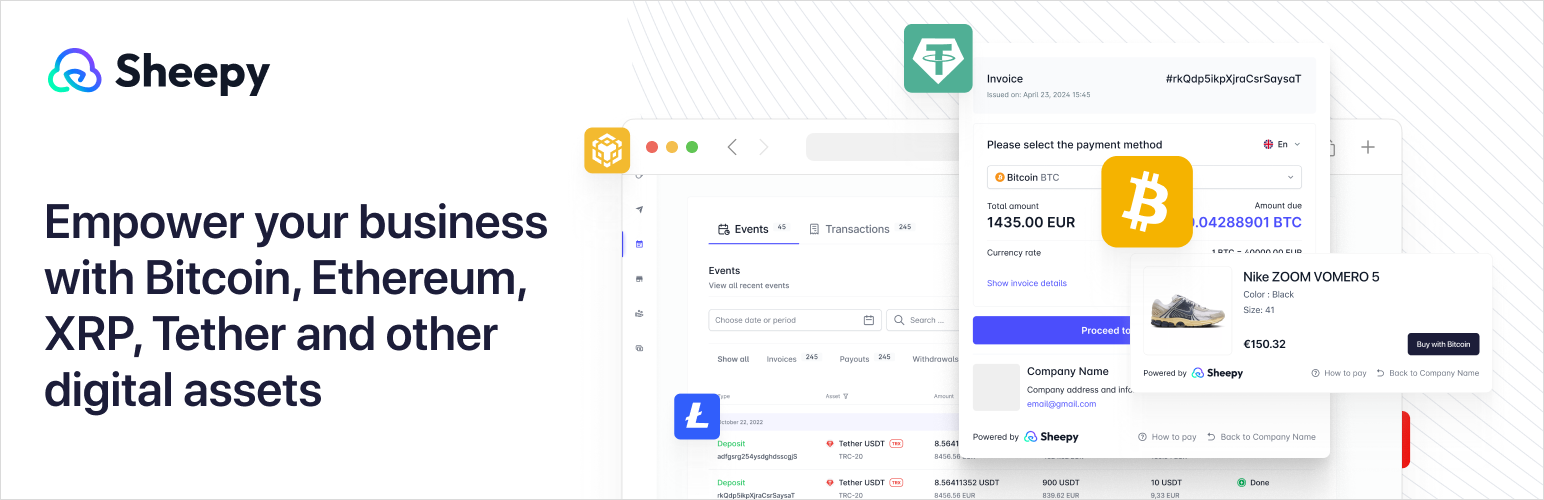 Sheepy
Empower your business
with Bitcoin, Ethereum,
XRP, Tether and other
digital assets
Invoice
#rkQdp5ikpXjraCsrSaysaT
Issued on: April 23, 2024 15:45
Please select the payment method
En
Bitcoin BTC
Total amount
Amount due
1435.00 EUR
.04288901 BTC
Currency rate
1 BTC = 40000.00 EUR
Show invoice details
Proceed to
Company Name
Company address and info
email@gmail.com
Powered by Sheepy
How to pay
Back to Company Name
Nike ZOOM VOMERO 5
Color : Black
Size: 41
€150.32
Buy with Bitcoin
Powered by Sheepy
How to pay
Back to Company Name
Events 45
Transactions 245
Events
View all recent events
Choose date or period
Search ...
Show all
Invoices 245
Payouts 245
Withdrawals
Type
Asset
Amount
October 22, 2022
Deposit
Tether USDT TRX
8.5641
adfgsrg254ysdghdsscgjS
TRC-20
8456.56
Deposit
Tether USDT TRX
8.56411352 USDT
900 USDT
10 USDT
Done
rkQdp5ikpXjraCsrSaysaT
TRC-20
8456.56 EUR
839.62 EUR
9,33 EUR